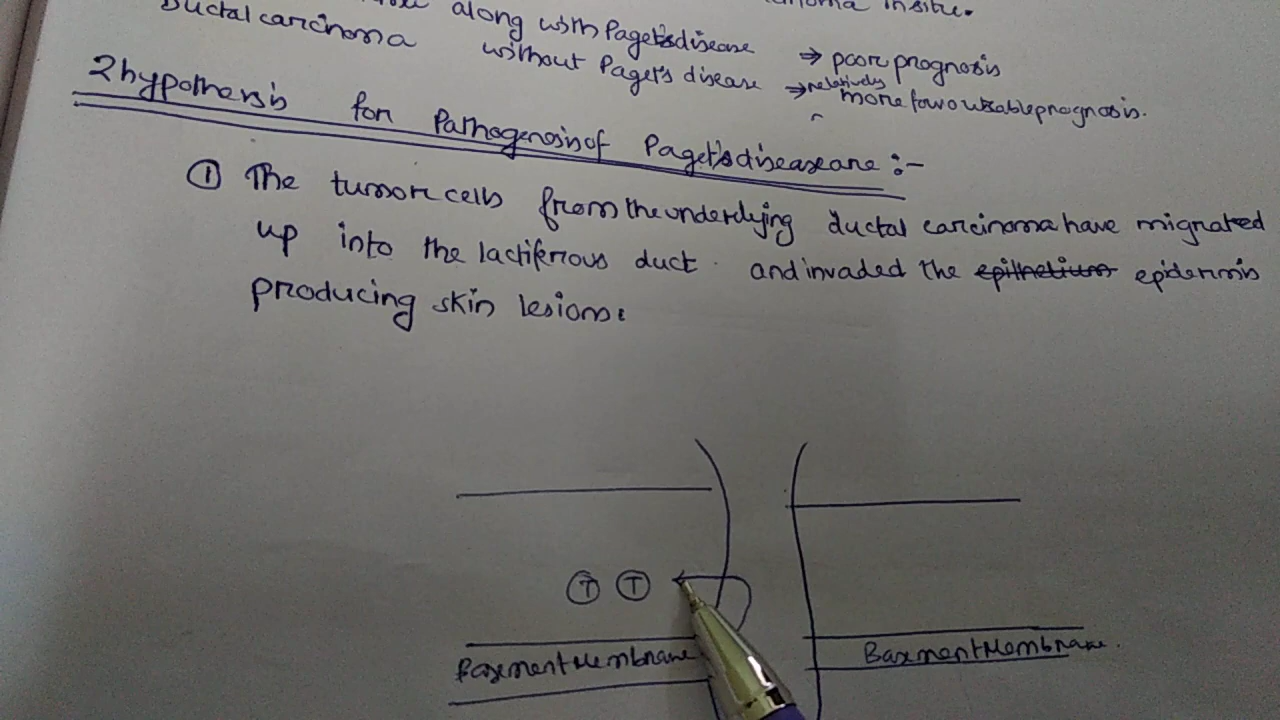 along with Paget's disease → poor prognosis
Ductal carcinoma without Paget's disease → relatively more favourable prognosis.
2 hypothesis for Pathogenosis of Paget's disease are :-
① The tumor cells from the underlying ductal carcinoma have migrated
up into the lactiferous duct and invaded the epithelium epidermis
producing skin lesions.
T T
Basement Membrane
Basement Membrane.